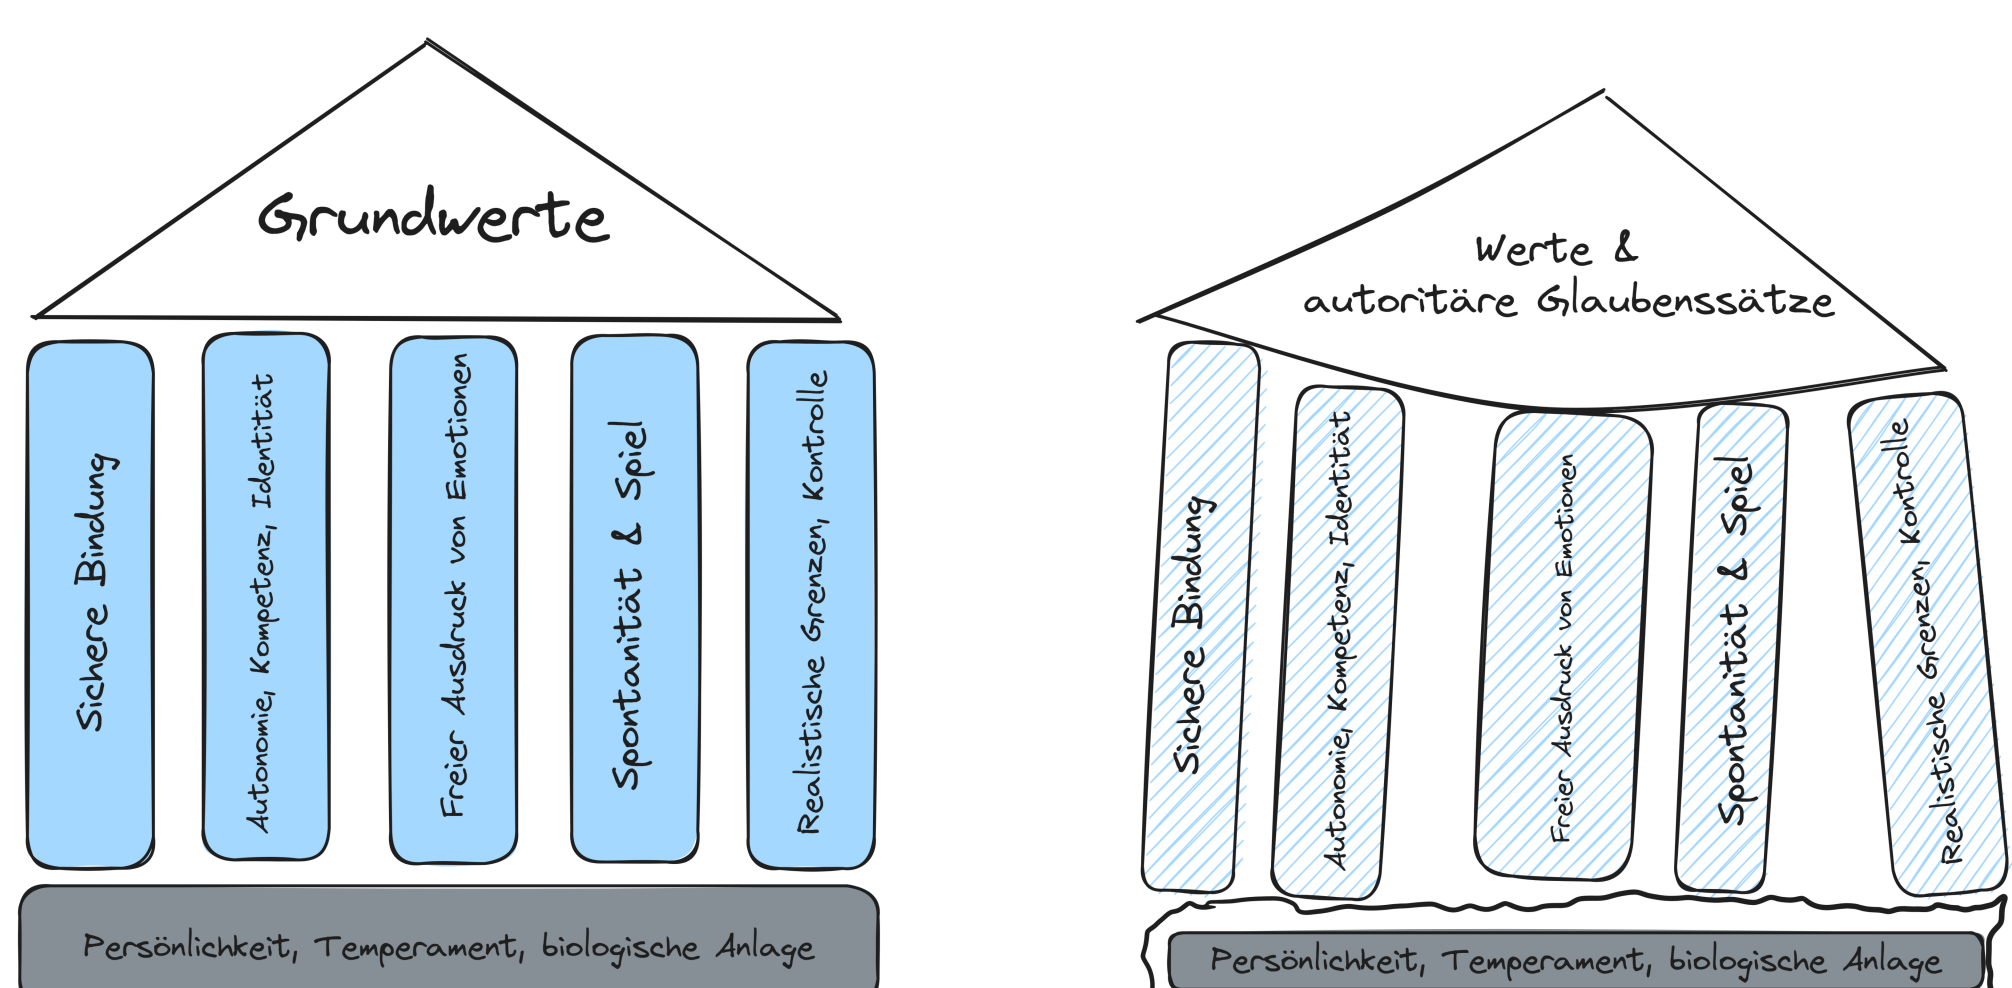 Grundwerte
Sichere Bindung
Autonomie, Kompetenz, Identität
Freier Ausdruck von Emotionen
Spontanität & Spiel
Realistische Grenzen, Kontrolle
Persönlichkeit, Temperament, biologische Anlage
Werte &
autoritäre Glaubenssätze
Sichere Bindung
Autonomie, Kompetenz, Identität
Freier Ausdruck von Emotionen
Spontanität & Spiel
Realistische Grenzen, Kontrolle
Persönlichkeit, Temperament, biologische Anlage